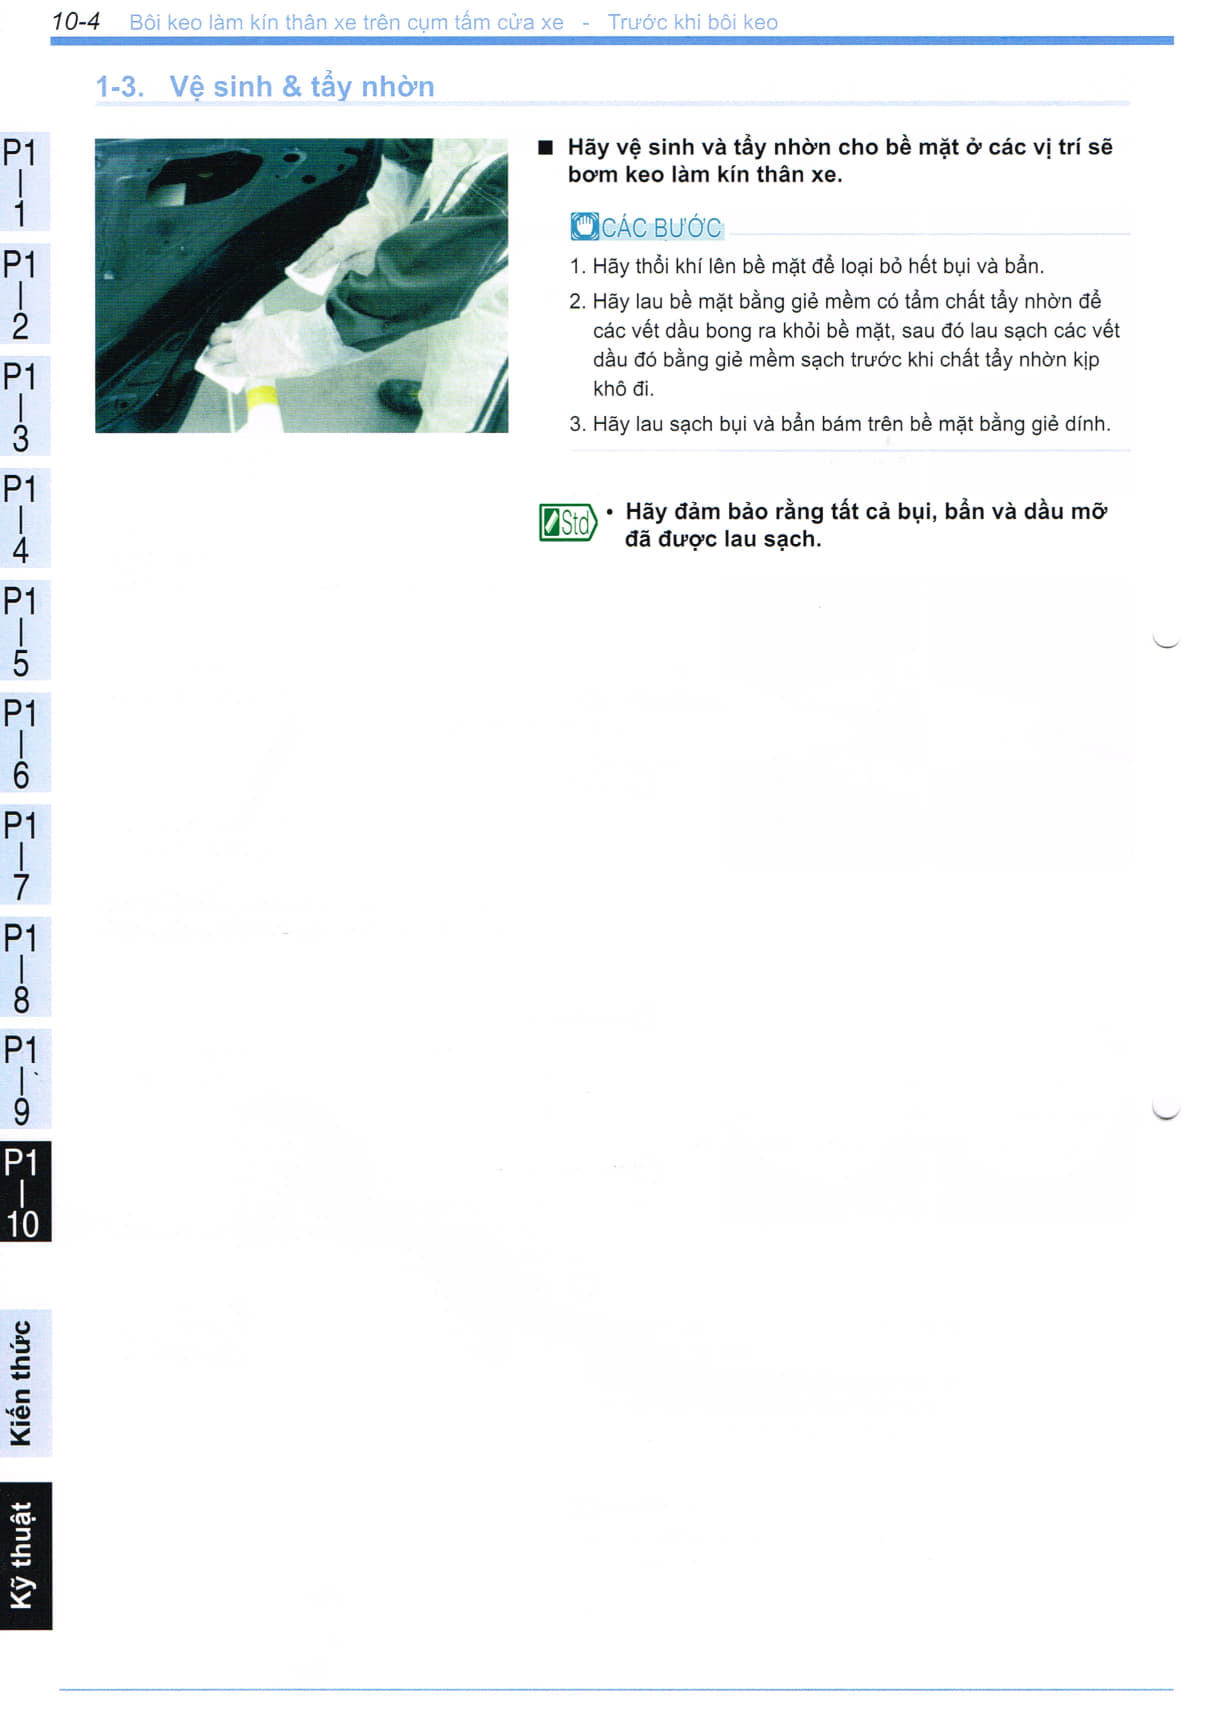 10-4 Bôi keo làm kín thân xe trên cụm tấm cửa xe - Trước khi bôi keo
1-3. Vệ sinh & tẩy nhờn
■ Hãy vệ sinh và tẩy nhờn cho bề mặt ở các vị trí sẽ
bơm keo làm kín thân xe.
CÁC BƯỚC
1. Hãy thổi khí lên bề mặt để loại bỏ hết bụi và bẩn.
2. Hãy lau bề mặt bằng giẻ mềm có tẩm chất tẩy nhờn để
các vết dầu bong ra khỏi bề mặt, sau đó lau sạch các vết
dầu đó bằng giẻ mềm sạch trước khi chất tẩy nhờn kịp
khô đi.
3. Hãy lau sạch bụi và bẩn bám trên bề mặt bằng giẻ dính.
Std
• Hãy đảm bảo rằng tất cả bụi, bẩn và dầu mỡ
đã được lau sạch.
P1
1
P1
2
P1
3
P1
4
P1
5
P1
6
P1
7
P1
8
P1
9
P1
10
Kiến thức
Kỹ thuật